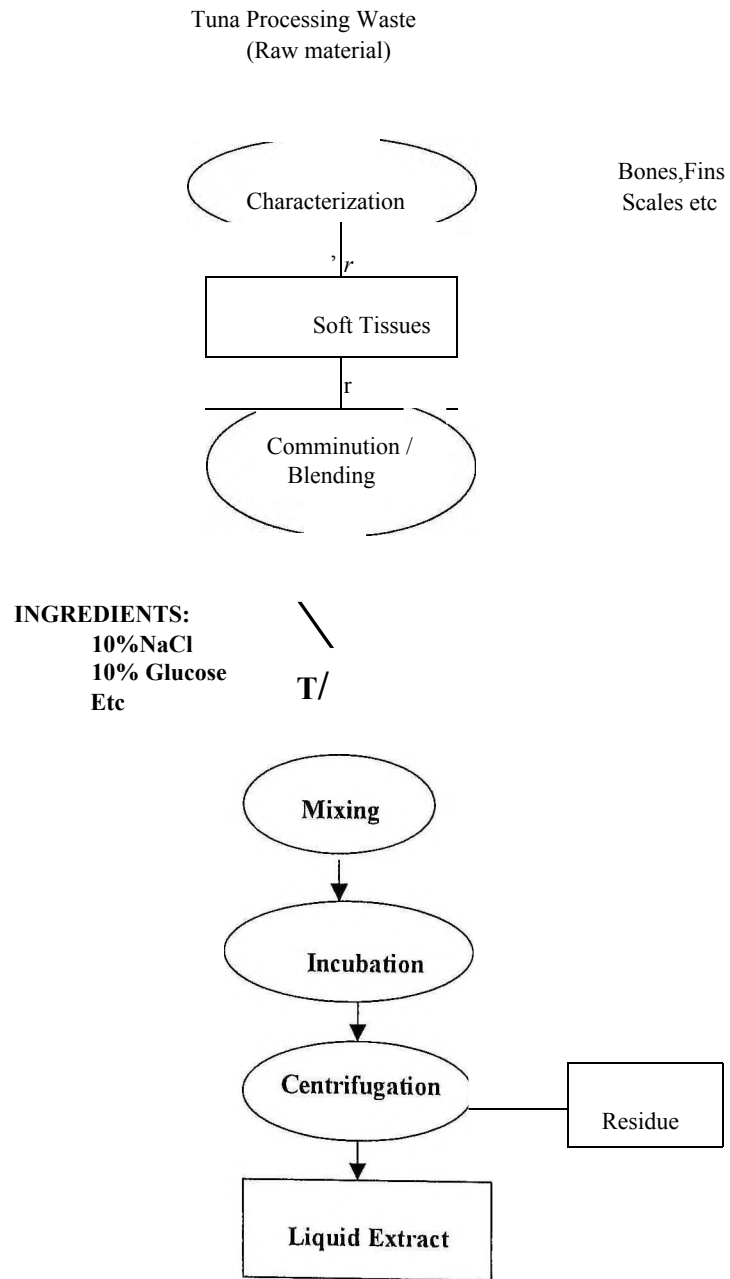 Tuna Processing Waste
(Raw material)
Bones,Fins
Scales etc
Characterization
’ r
Soft Tissues
r
Comminution /
Blending
INGREDIENTS:
10%NaCl
10% Glucose
Etc
T/
Mixing
Incubation
Centrifugation
Residue
Liquid Extract